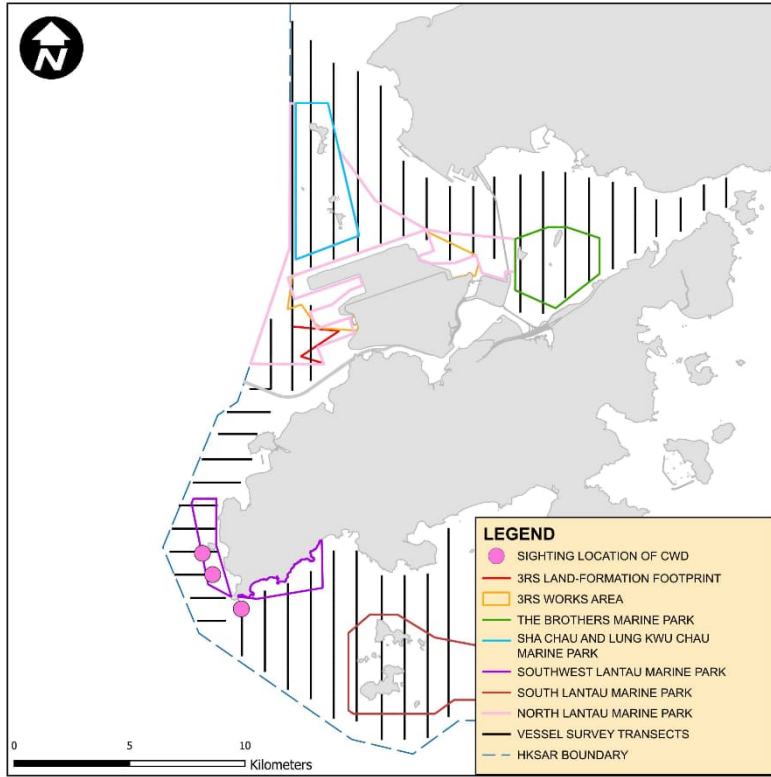 N
LEGEND
SIGHTING LOCATION OF CWD
3RS LAND-FORMATION FOOTPRINT
3RS WORKS AREA
THE BROTHERS MARINE PARK
SHA CHAU AND LUNG KWU CHAU
MARINE PARK
SOUTHWEST LANTAU MARINE PARK
SOUTH LANTAU MARINE PARK
NORTH LANTAU MARINE PARK
VESSEL SURVEY TRANSECTS
HKSAR BOUNDARY
0 5 10
Kilometers